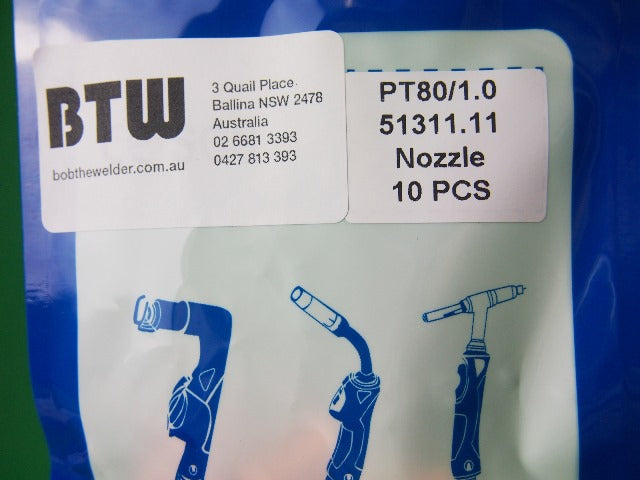 BTW
bobthewelder.com.au
3 Quail Place
Ballina NSW 2478
Australia
02 6681 3393
0427 813 393
PT80/1.0
51311.11
Nozzle
10 PCS